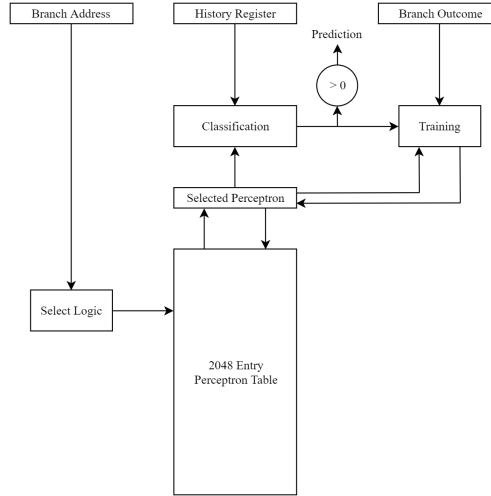 Branch Address
History Register
Branch Outcome
Prediction
> 0
Classification
Training
Selected Perceptron
Select Logic
2048 Entry
Perceptron Table